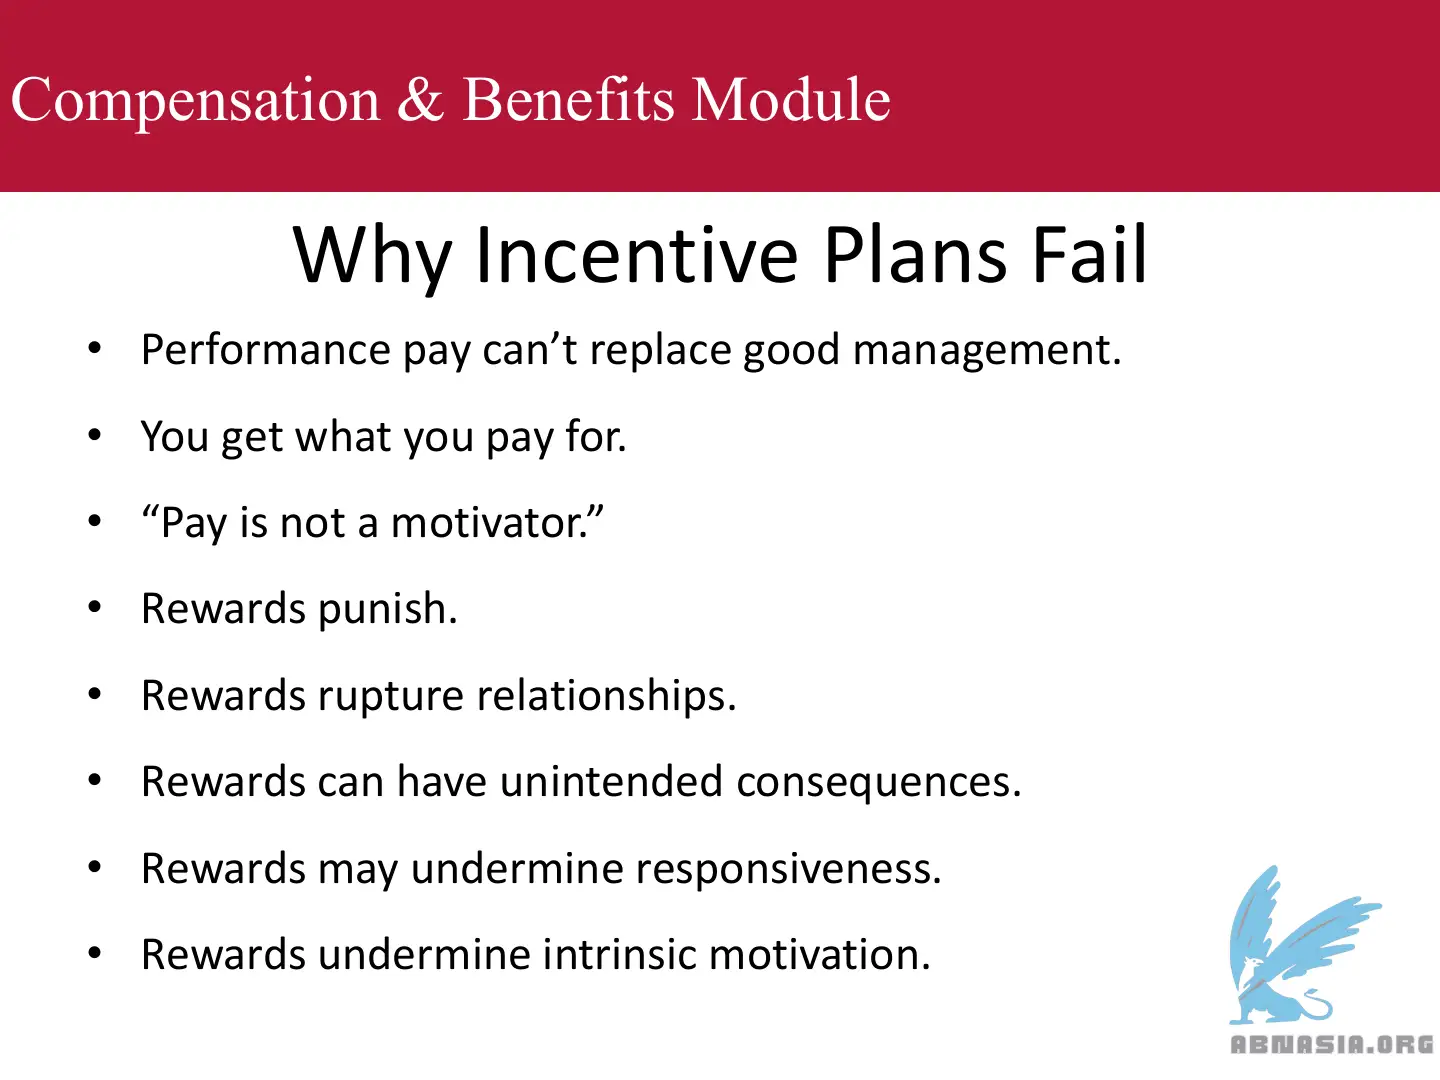 Compensation & Benefits Module
Why Incentive Plans Fail
• Performance pay can’t replace good management.
• You get what you pay for.
• “Pay is not a motivator.”
• Rewards punish.
• Rewards rupture relationships.
• Rewards can have unintended consequences.
• Rewards may undermine responsiveness.
• Rewards undermine intrinsic motivation.
ABNASIA.ORG